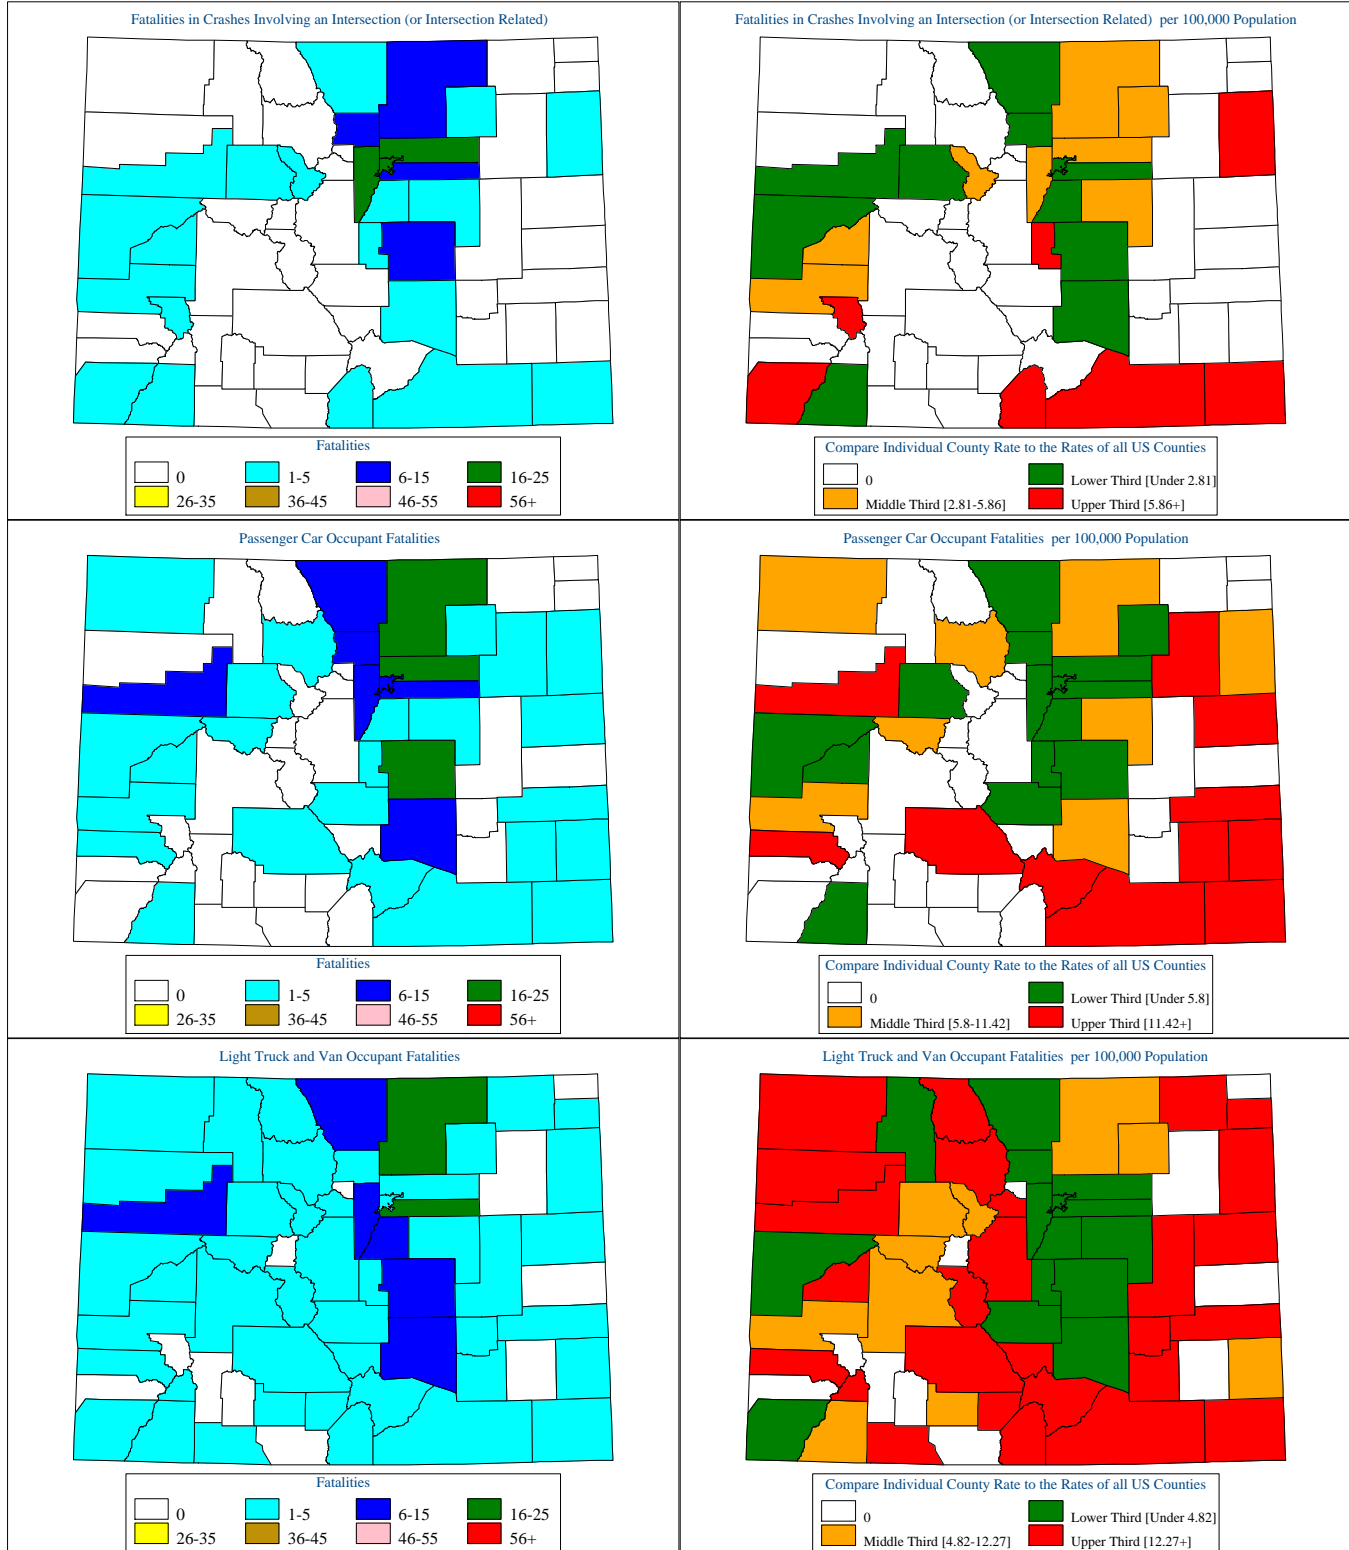 Fatalities in Crashes Involving an Intersection (or Intersection Related)
Fatalities
0
1-5
6-15
16-25
26-35
36-45
46-55
56+
Fatalities in Crashes Involving an Intersection (or Intersection Related)  per 100,000 Population
Compare Individual County Rate to the Rates of all US Counties
0
Lower Third [Under 2.81]
Middle Third [2.81-5.86]
Upper Third [5.86+]
Passenger Car Occupant Fatalities
Fatalities
0
1-5
6-15
16-25
26-35
36-45
46-55
56+
Passenger Car Occupant Fatalities  per 100,000 Population
Compare Individual County Rate to the Rates of all US Counties
0
Lower Third [Under 5.8]
Middle Third [5.8-11.42]
Upper Third [11.42+]
Light Truck and Van Occupant Fatalities
Fatalities
0
1-5
6-15
16-25
26-35
36-45
46-55
56+
Light Truck and Van Occupant Fatalities  per 100,000 Population
Compare Individual County Rate to the Rates of all US Counties
0
Lower Third [Under 4.82]
Middle Third [4.82-12.27]
Upper Third [12.27+]